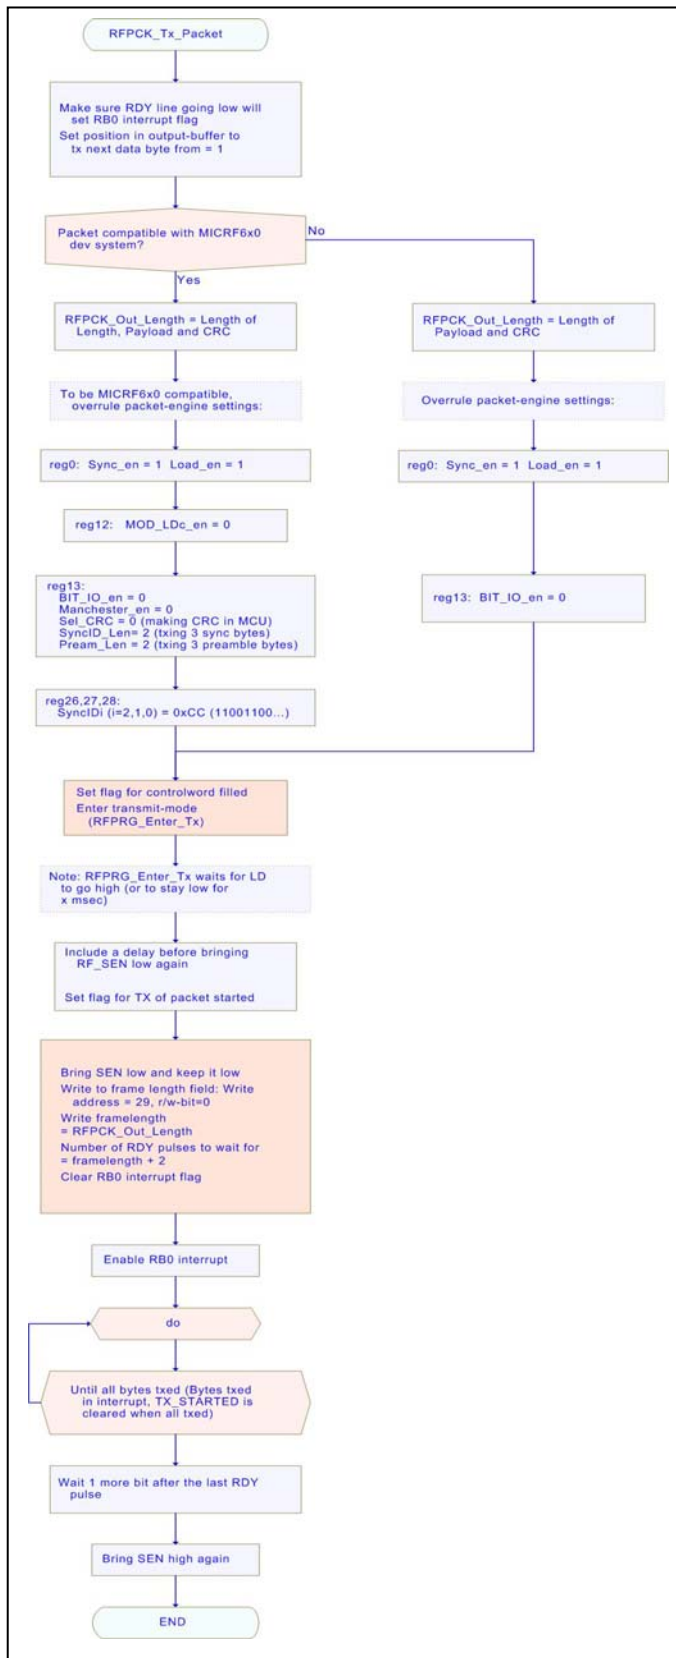 RFPCK_Tx_Packet
Make sure RDY line going low will
set RB0 interrupt flag
Set position in output-buffer to
tx next data byte from = 1
Packet compatible with MICRF6x0
dev system?
No
Yes
RFPCK_Out_Length = Length of
Length, Payload and CRC
RFPCK_Out_Length = Length of
Payload and CRC
To be MICRF6x0 compatible,
overrule packet-engine settings:
Overrule packet-engine settings:
reg0: Sync_en = 1 Load_en = 1
reg0: Sync_en = 1 Load_en = 1
reg12: MOD_LDc_en = 0
reg13:
BIT_IO_en = 0
Manchester_en = 0
Sel_CRC = 0 (making CRC in MCU)
SyncID_Len= 2 (txing 3 sync bytes)
Pream_Len = 2 (txing 3 preamble bytes)
reg13: BIT_IO_en = 0
reg26,27,28:
SyncIDi (i=2,1,0) = 0xCC (11001100...)
Set flag for controlword filled
Enter transmit-mode
(RFPRG_Enter_Tx)
Note: RFPRG_Enter_Tx waits for LD
to go high (or to stay low for
x msec)
Include a delay before bringing
RF_SEN low again
Set flag for TX of packet started
Bring SEN low and keep it low
Write to frame length field: Write
address = 29, r/w-bit=0
Write framelength
= RFPCK_Out_Length
Number of RDY pulses to wait for
= framelength + 2
Clear RB0 interrupt flag
Enable RB0 interrupt
do
Until all bytes txed (Bytes txed
in interrupt, TX_STARTED is
cleared when all txed)
Wait 1 more bit after the last RDY
pulse
Bring SEN high again
END